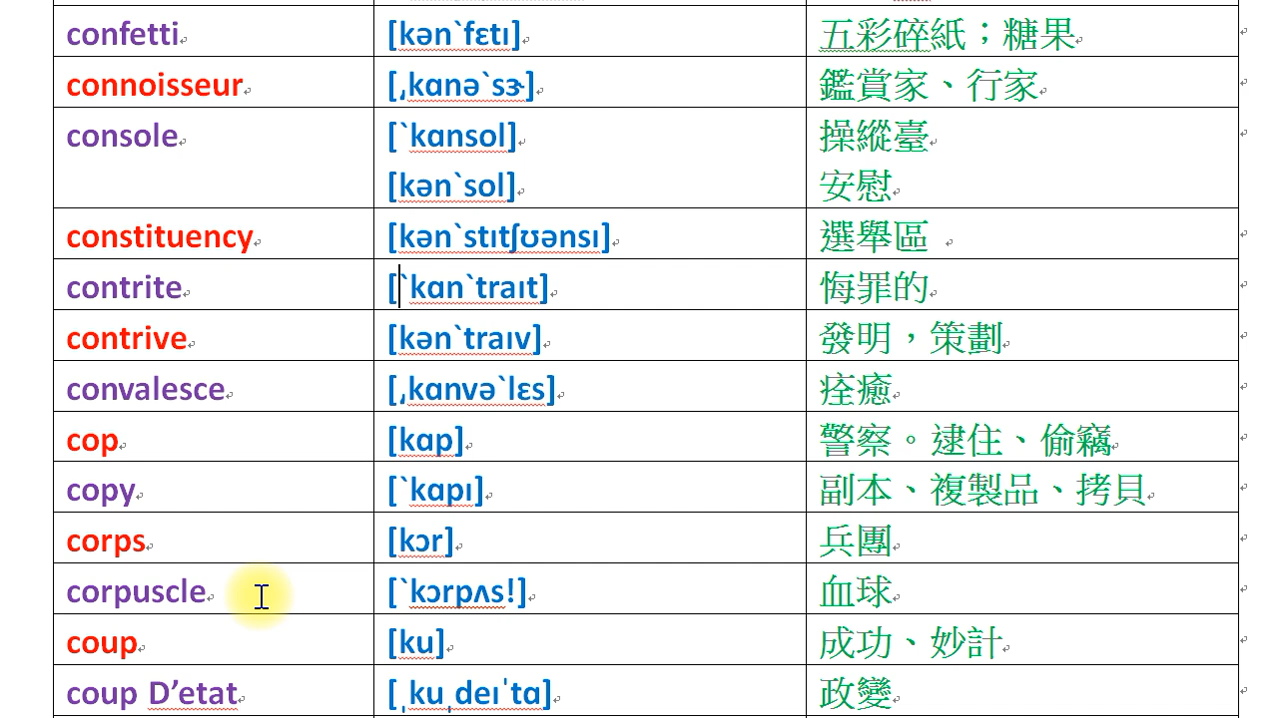 confetti [kən`fɛtɪ] 五彩碎紙；糖果
connoisseur [͵kɑnə`sɝ] 鑑賞家、行家
console [`kɑnsol] 操縱臺
[kən`sol] 安慰
constituency [kən`stɪtʃʊənsɪ] 選舉區
contrite [`kɑn`traɪt] 悔罪的
contrive [kən`traɪv] 發明，策劃
convalesce [͵kɑnvə`lɛs] 痊癒
cop [kɑp] 警察。逮住、偷竊
copy [`kɑpɪ] 副本、複製品、拷貝
corps [kɔr] 兵團
corpuscle [`kɔrpʌs!] 血球
coup [ku] 成功、妙計
coup D’etat [ˌkuˌdeɪˈtɑ] 政變